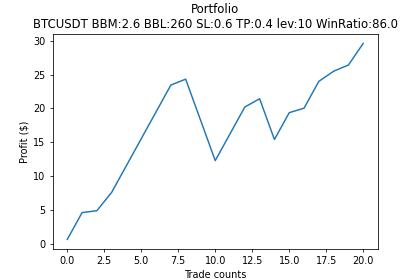 Portfolio
BTCUSDT BBM:2.6 BBL:260 SL:0.6 TP:0.4 lev:10 WinRatio:86.0
30
25
20
15
10
5
0
Profit ($)
0.0 2.5 5.0 7.5 10.0 12.5 15.0 17.5 20.0
Trade counts